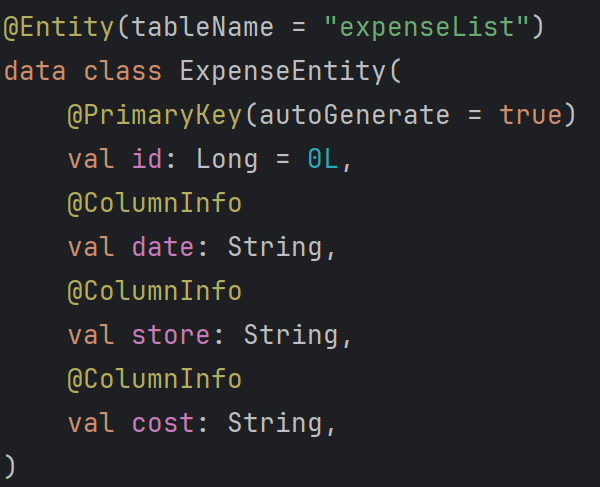 @Entity(tableName = "expenseList")
data class ExpenseEntity(
    @PrimaryKey(autoGenerate = true)
    val id: Long = 0L,
    @ColumnInfo
    val date: String,
    @ColumnInfo
    val store: String,
    @ColumnInfo
    val cost: String,
)